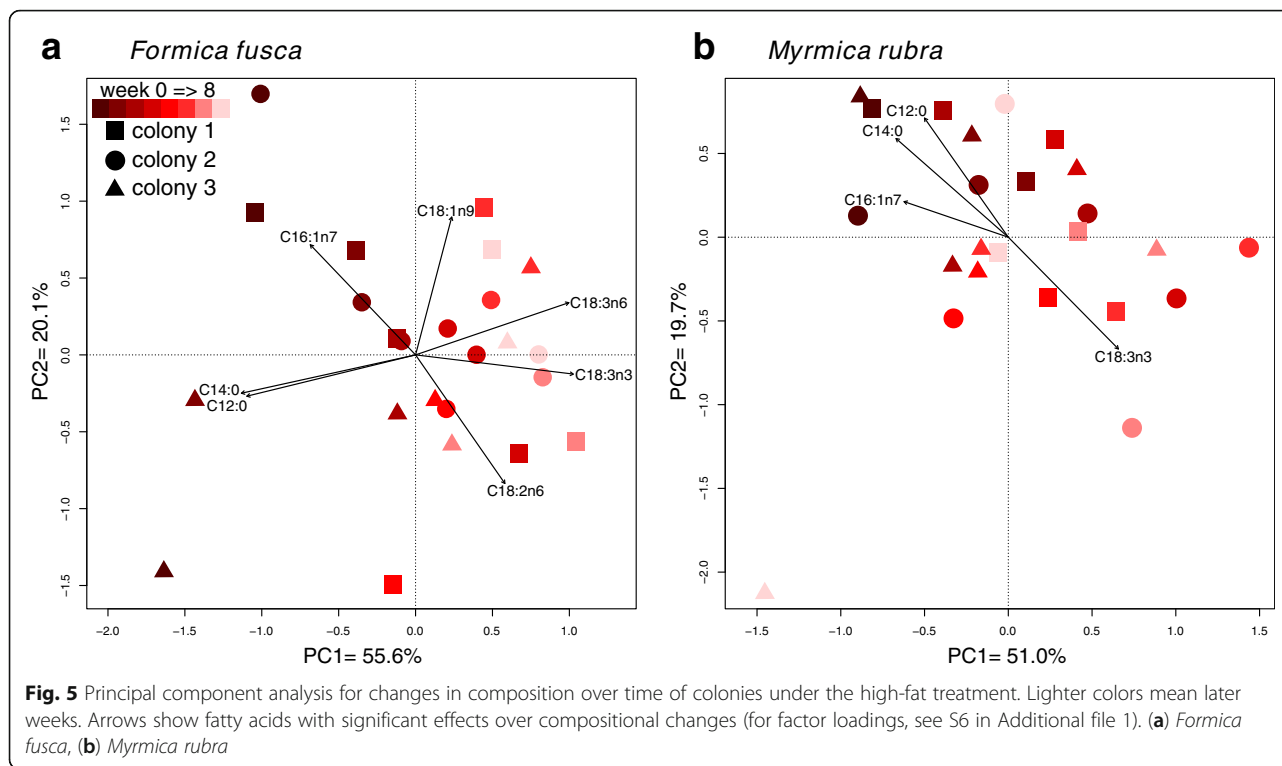 a Formica fusca
week 0 => 8
colony 1
colony 2
colony 3
C18:1n9
C16:1n7
C18:3n6
C18:3n3
C14:0
C12:0
C18:2n6
PC2= 20.1%
1.5
1.0
0.5
0.0
−0.5
−1.0
−1.5
−2.0 −1.5 −1.0 −0.5 0.0 0.5 1.0
PC1= 55.6%
b Myrmica rubra
C12:0
C14:0
C16:1n7
C18:3n3
PC2= 19.7%
0.5
0.0
−0.5
−1.0
−1.5
−2.0
−1.5 −1.0 −0.5 0.0 0.5 1.0 1.5
PC1= 51.0%
Fig. 5 Principal component analysis for changes in composition over time of colonies under the high-fat treatment. Lighter colors mean later
weeks. Arrows show fatty acids with significant effects over compositional changes (for factor loadings, see S6 in Additional file 1). (a) Formica
fusca, (b) Myrmica rubra